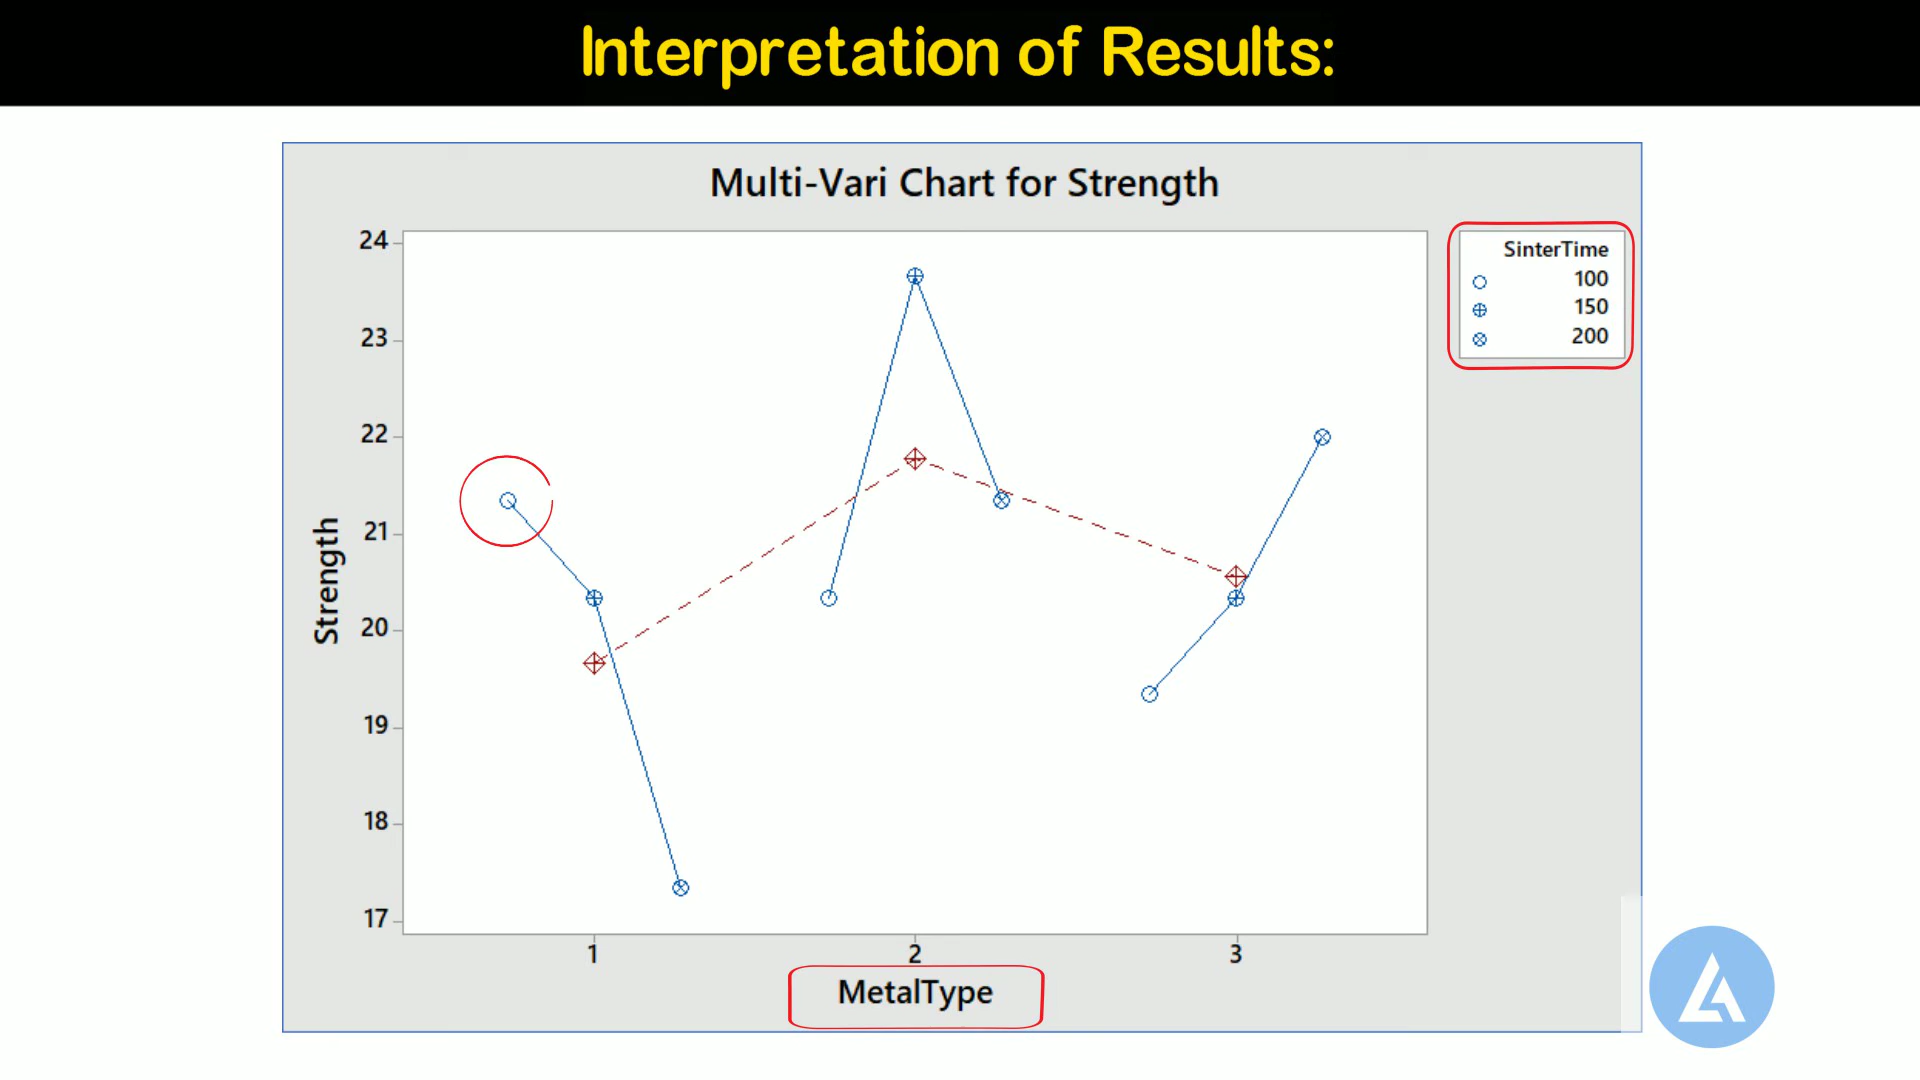 Interpretation of Results:
Multi-Vari Chart for Strength
24
23
22
21
20
19
18
17
Strength
1 2 3
MetalType
SinterTime
100
150
200